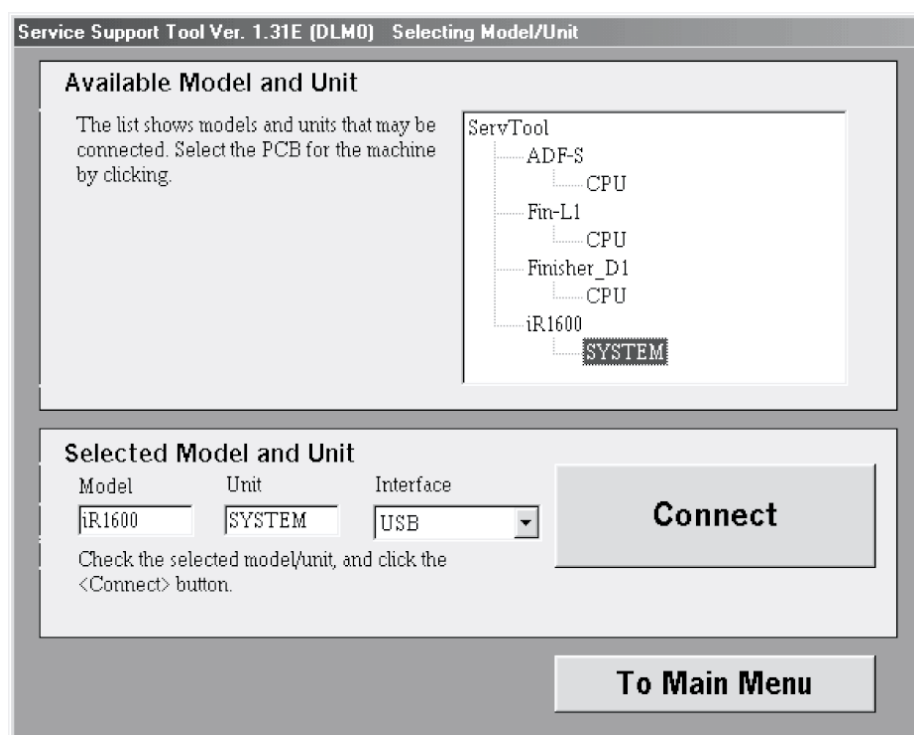 Service Support Tool Ver. 1.31E (DLM0) Selecting Model/Unit
Available Model and Unit
The list shows models and units that may be
connected. Select the PCB for the machine
by clicking.
ServTool
ADF-S
CPU
Fin-L1
CPU
Finisher_D1
CPU
iR1600
SYSTEM
Selected Model and Unit
Model Unit Interface
iR1600 SYSTEM USB
Check the selected model/unit, and click the
<Connect> button.
Connect
To Main Menu